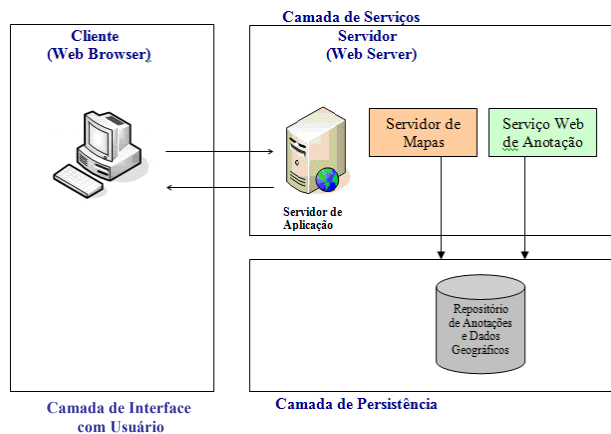 Camada de Serviços
Cliente
(Web Browser)
Servidor
(Web Server)
Servidor de
Mapas
Serviço Web
de Anotação
Servidor de
Aplicação
Repositório
de Anotações
e Dados
Geográficos
Camada de Interface
com Usuário
Camada de Persistência